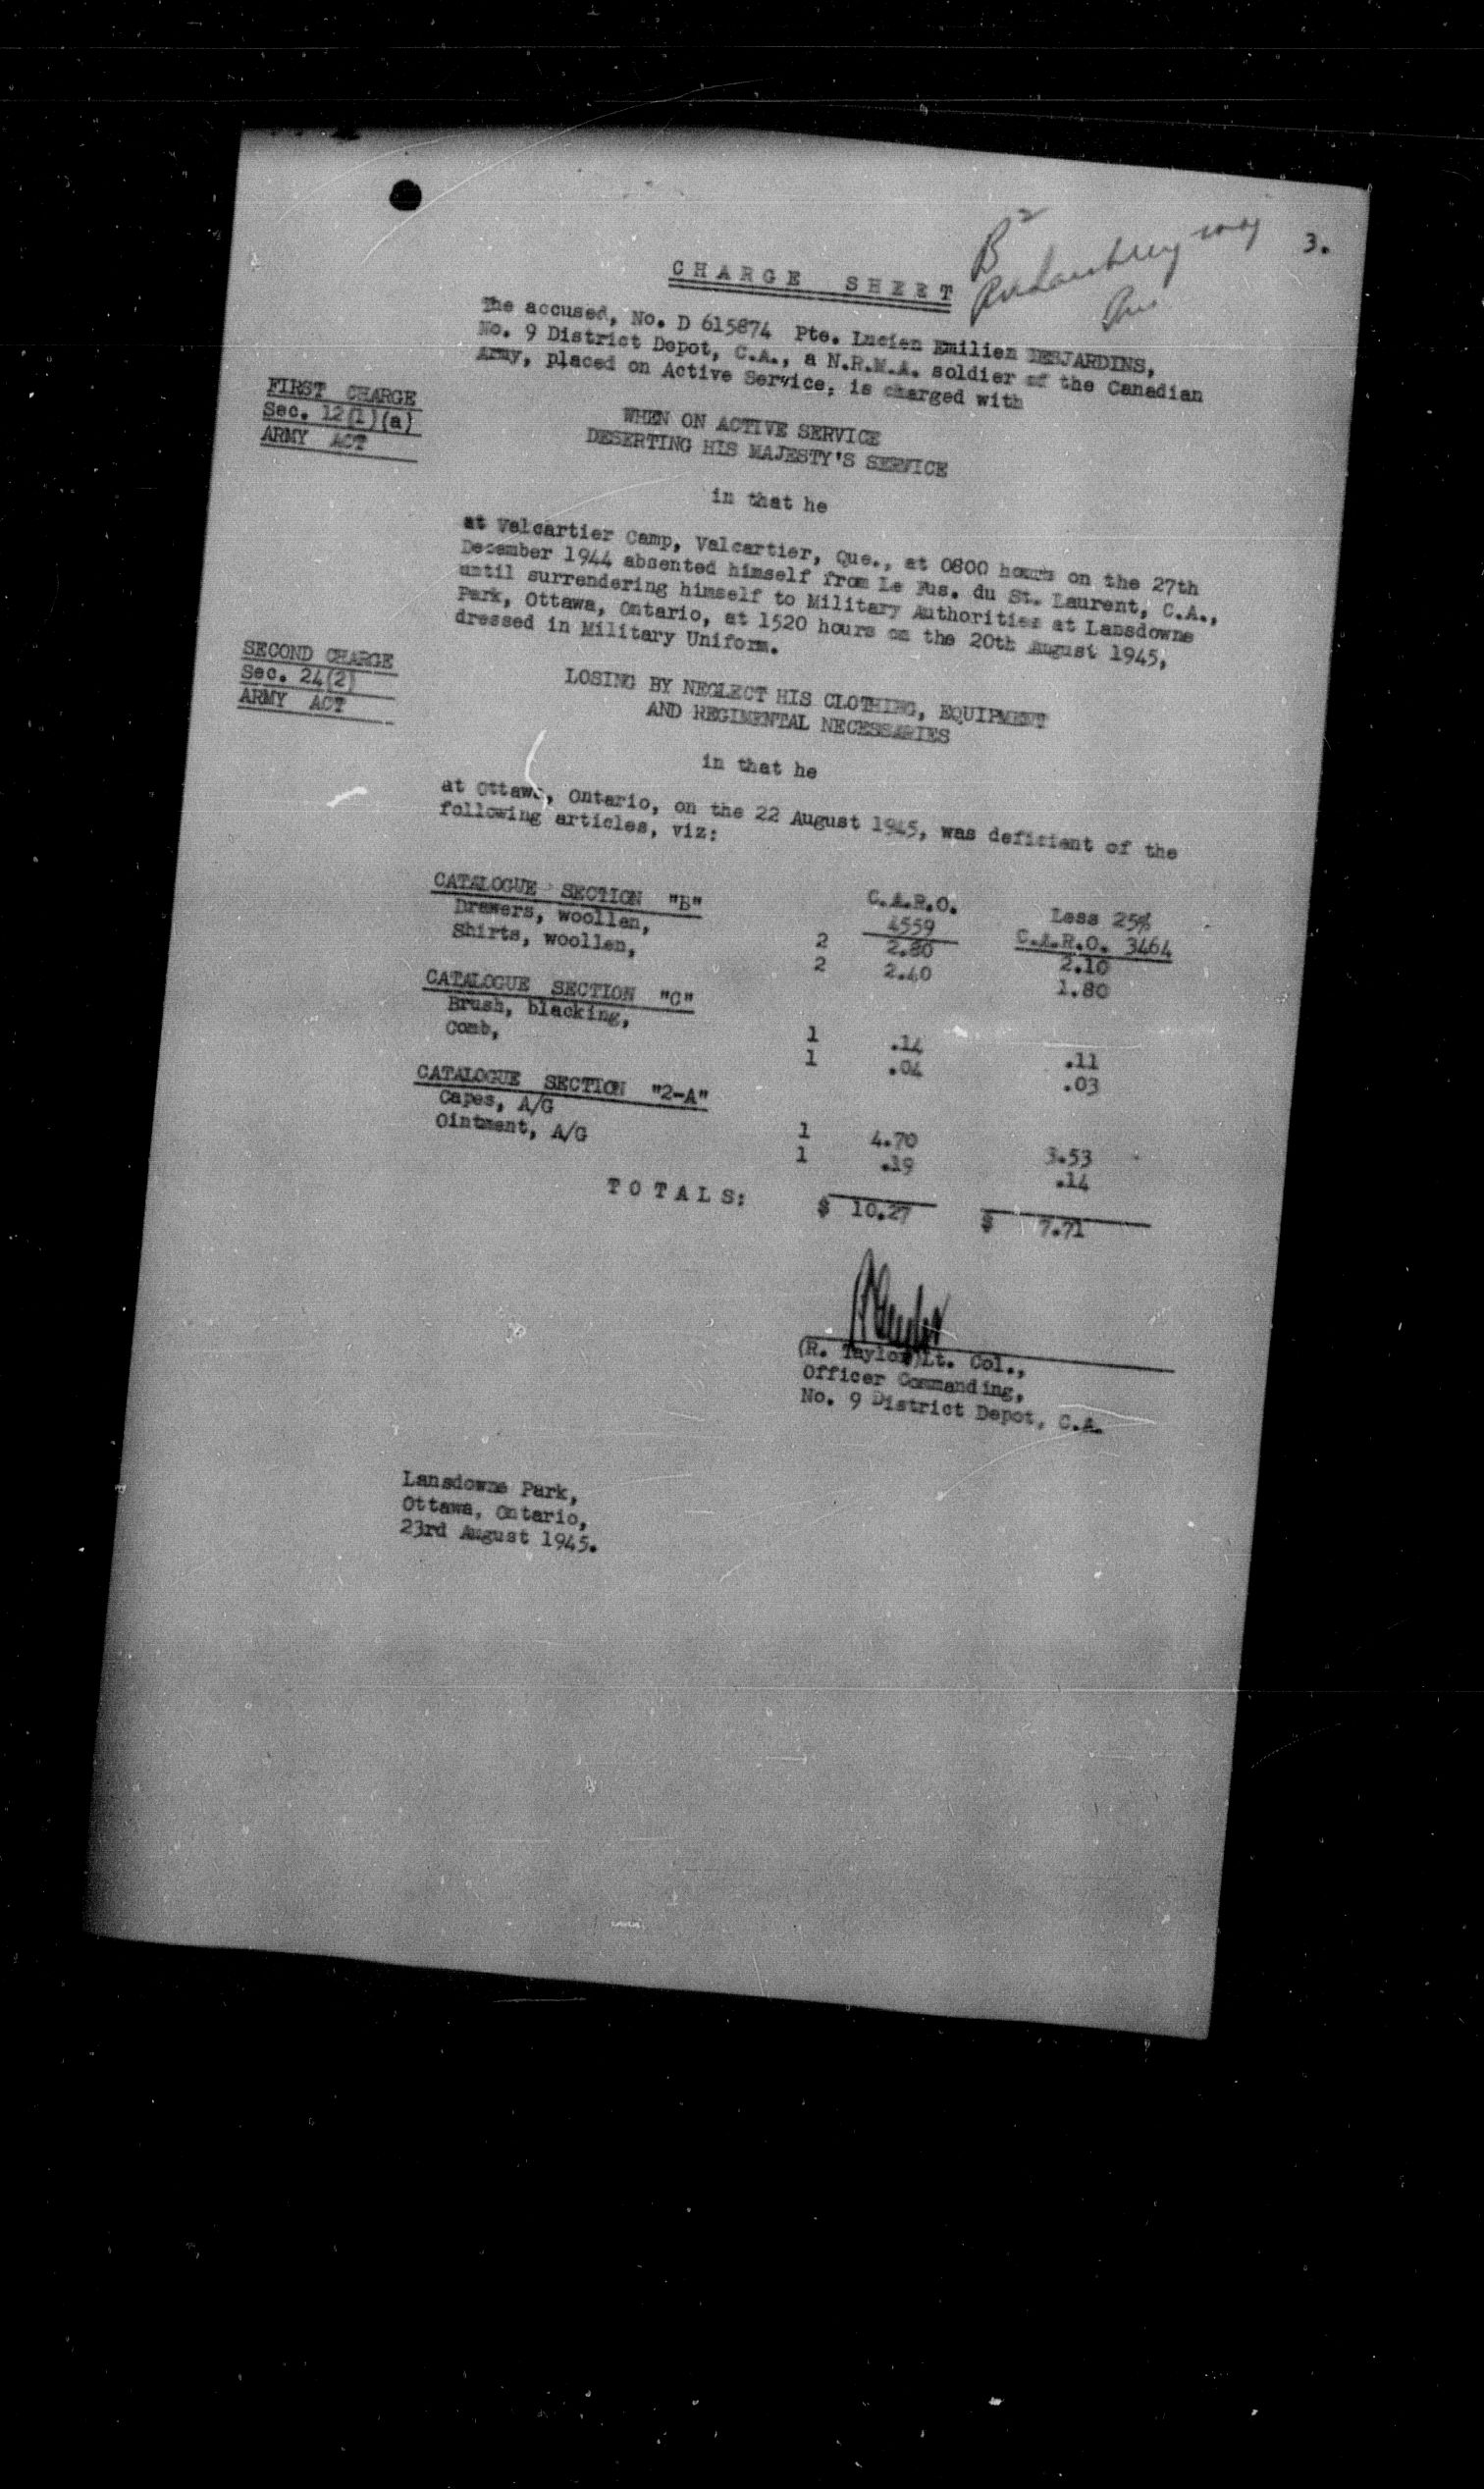 3.
B2
CHARGE SHEET
The accused, No. D 615874 Pte. Lucien Emilien DESJARDINS,
No. 9 District Depot, C.A., a N.R.M.A. soldier of the Canadian
Army, placed on Active Service, is charged with
FIRST CHARGE
Sec. 12(1)(a)
ARMY ACT
WHEN ON ACTIVE SERVICE
DESERTING HIS MAJESTY'S SERVICE
in that he
at Valcartier Camp, Valcartier, Que., at 0800 hours on the 27th
December 1944 absented himself from Le Fus. du St. Laurent, C.A.,
until surrendering himself to Military Authorities at Lansdowne
Park, Ottawa, Ontario, at 1520 hours on the 20th August 1945,
dressed in Military Uniform.
SECOND CHARGE
Sec. 24(2)
ARMY ACT
LOSING BY NEGLECT HIS CLOTHING, EQUIPMENT
AND REGIMENTAL NECESSARIES
in that he
at Ottawa, Ontario, on the 22 August 1945, was deficient of the
following articles, viz:
C.A.R.O. Less 25%
CATALOGUE SECTION "B" 4559 C.A.R.O. 3464
Drawers, woollen, 2 2.80 2.10
Shirts, woollen, 2 2.40 1.80
CATALOGUE SECTION "C"
Brush, blacking, 1 .14 .11
Comb, 1 .04 .03
CATALOGUE SECTION "2-A"
Capes, A/G 1 4.70 3.53
Ointment, A/G 1 .19 .14
TOTALS: $ 10.27 $ 7.71
(R. Taylor) Lt. Col.,
Officer Commanding,
No. 9 District Depot, C.A.
Lansdowne Park,
Ottawa, Ontario,
23rd August 1945.